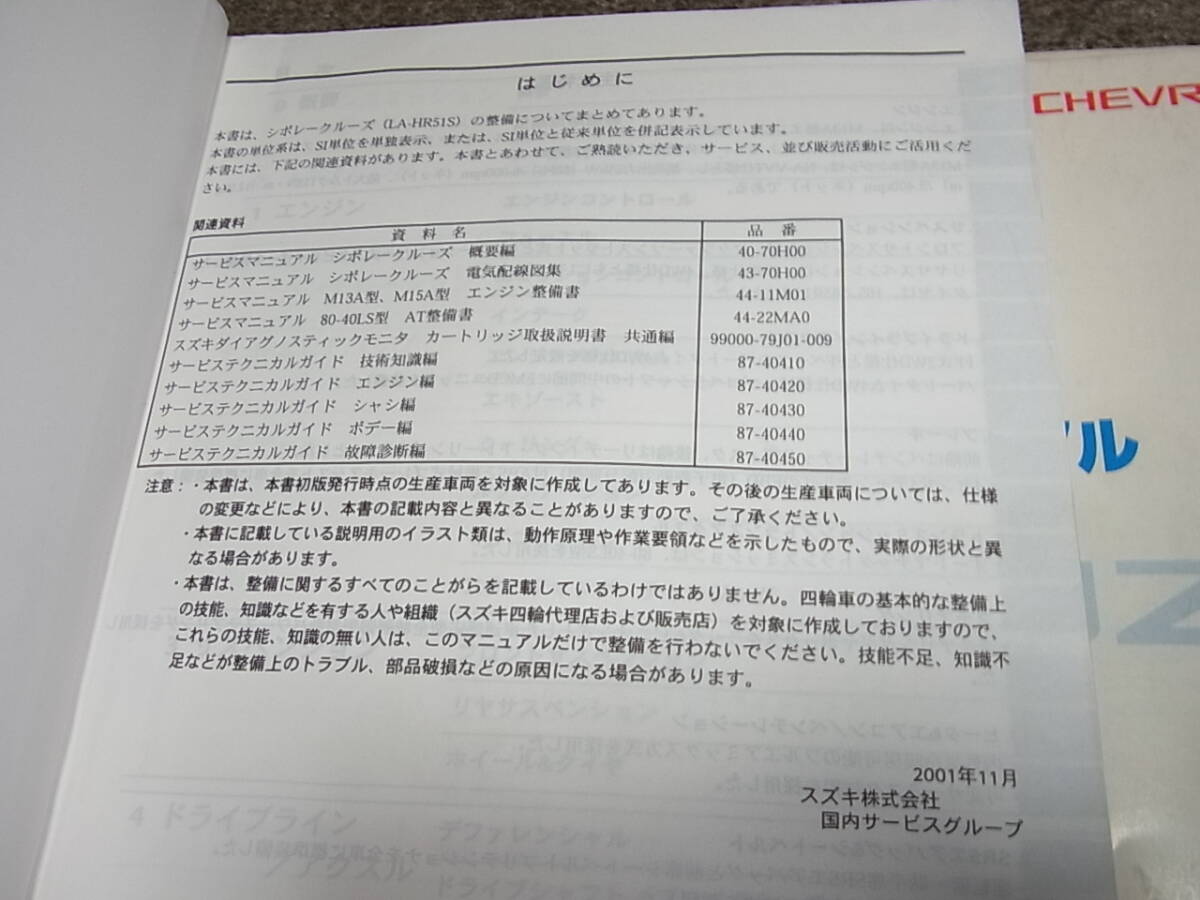 はじめに
本書は、シボレークルーズ（LA-HR51S）の整備についてまとめてあります。
本書の単位系は、SI単位を単独表示、または、SI単位と従来単位を併記表示しています。
本書には、下記の関連資料があります。本書とあわせて、ご熟読いただき、サービス、並び販売活動にご活用くだ
さい。
関連資料
資料名 品番
サービスマニュアル シボレークルーズ 概要編 40-70H00
サービスマニュアル シボレークルーズ 電気配線図集 43-70H00
サービスマニュアル M13A型、M15A型 エンジン整備書 44-11M01
サービスマニュアル 80-40LS型 AT整備書 44-22MA0
スズキダイアグノスティックモニタ カートリッジ取扱説明書 共通編 99000-79J01-009
サービステクニカルガイド 技術知識編 87-40410
サービステクニカルガイド エンジン編 87-40420
サービステクニカルガイド シャシ編 87-40430
サービステクニカルガイド ボデー編 87-40440
サービステクニカルガイド 故障診断編 87-40450
注意：・本書は、本書初版発行時点の生産車両を対象に作成してあります。その後の生産車両については、仕様
の変更などにより、本書の記載内容と異なることがありますので、ご了承ください。
・本書に記載している説明用のイラスト類は、動作原理や作業要領などを示したもので、実際の形状と異
なる場合があります。
・本書は、整備に関するすべてのことがらを記載しているわけではありません。四輪車の基本的な整備上
の技能、知識などを有する人や組織（スズキ四輪代理店および販売店）を対象に作成しておりますので、
これらの技能、知識の無い人は、このマニュアルだけで整備を行わないでください。技能不足、知識不
足などが整備上のトラブル、部品破損などの原因になる場合があります。
2001年11月
スズキ株式会社
国内サービスグループ
4 ドライブライン
アクスル
CHEVR
ル
UZ